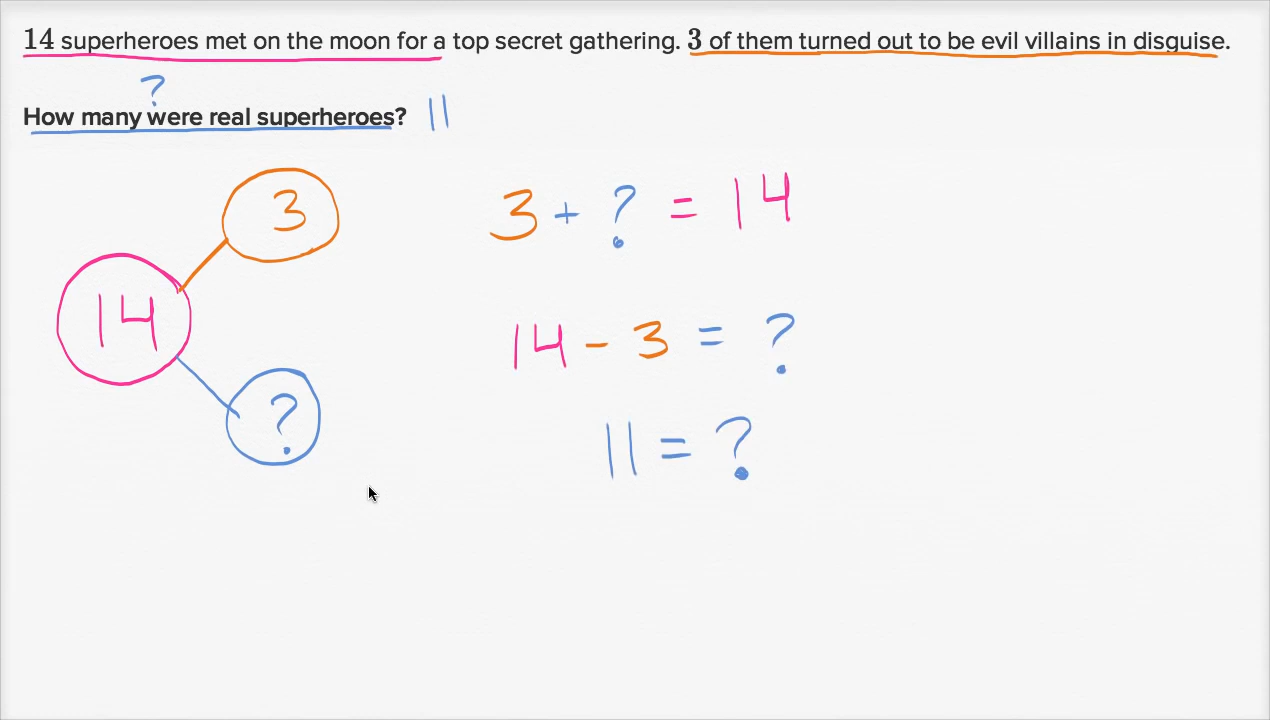 14 superheroes met on the moon for a top secret gathering. 3 of them turned out to be evil villains in disguise.
?
How many were real superheroes? 11
3
3 + ? = 14
14
14 - 3 = ?
?
11 = ?